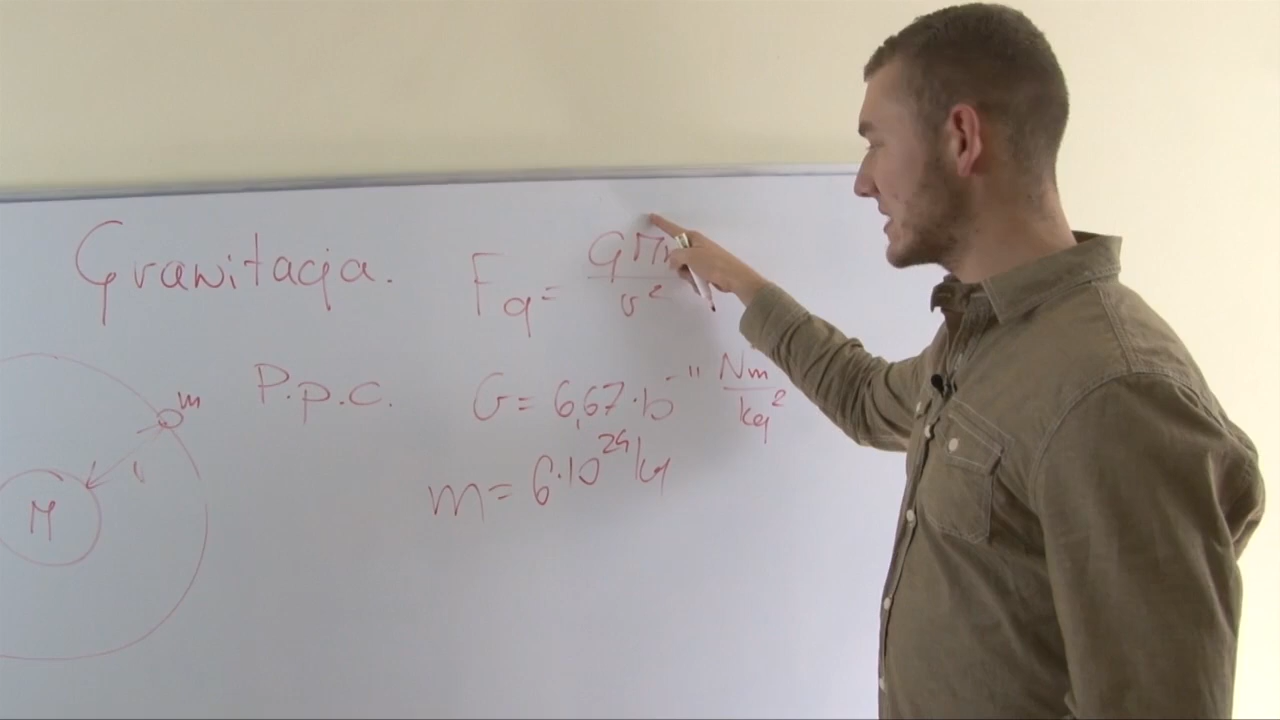 Grawitacja.
Fg = GMm
r²
m
P.p.c.
G = 6,67·10⁻¹¹ Nm
kg²
m = 6·10²⁴ kg
r
M